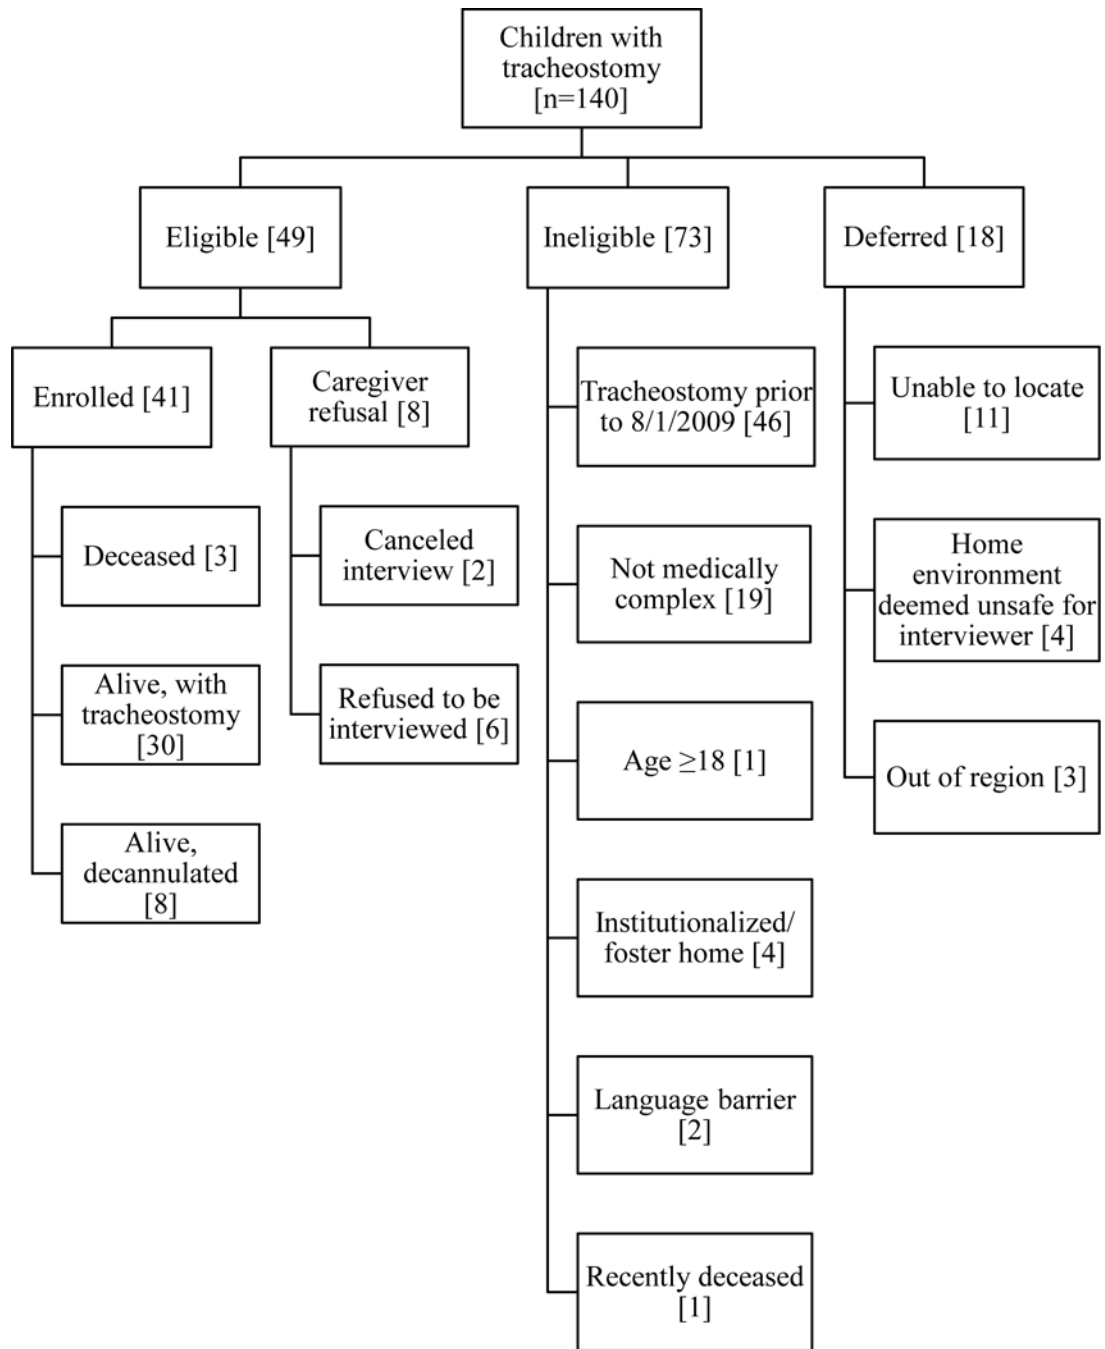 Children with
tracheostomy
[n=140]
Eligible [49]
Ineligible [73]
Deferred [18]
Enrolled [41]
Caregiver
refusal [8]
Deceased [3]
Alive, with
tracheostomy
[30]
Alive,
decannulated
[8]
Canceled
interview [2]
Refused to be
interviewed [6]
Tracheostomy prior
to 8/1/2009 [46]
Not medically
complex [19]
Age ≥18 [1]
Institutionalized/
foster home [4]
Language barrier
[2]
Recently deceased
[1]
Unable to locate
[11]
Home
environment
deemed unsafe for
interviewer [4]
Out of region [3]